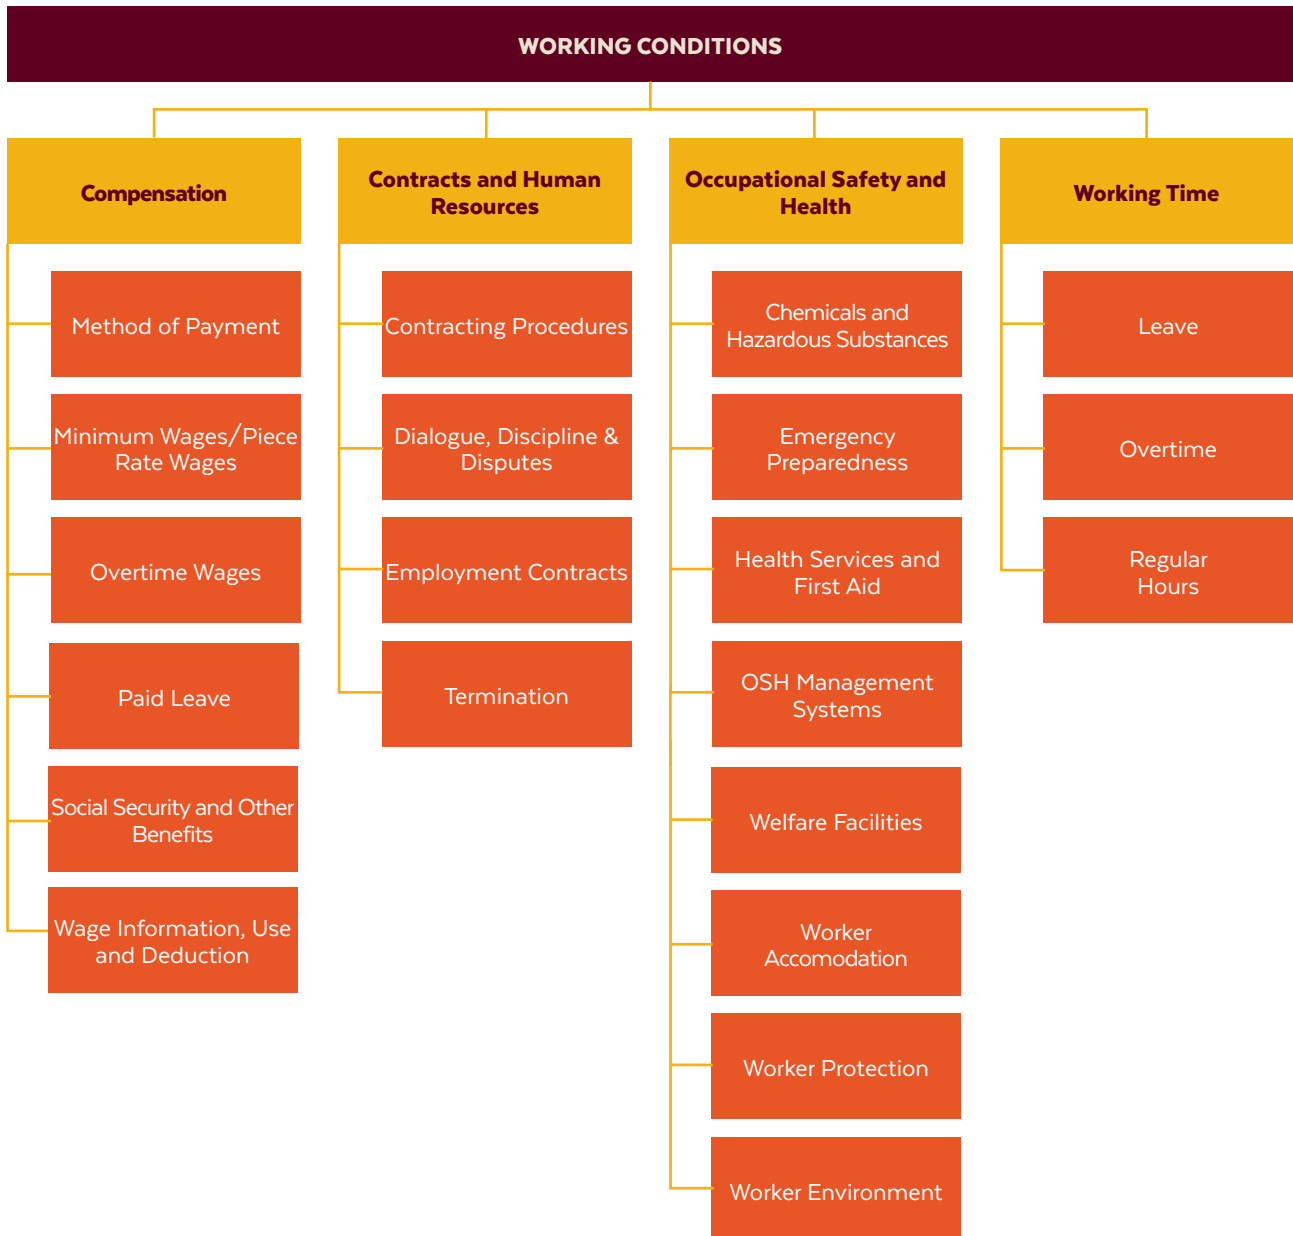 WORKING CONDITIONS
Compensation
Method of Payment
Minimum Wages/Piece
Rate Wages
Overtime Wages
Paid Leave
Social Security and Other
Benefits
Wage Information, Use
and Deduction
Contracts and Human
Resources
Contracting Procedures
Dialogue, Discipline &
Disputes
Employment Contracts
Termination
Occupational Safety and
Health
Chemicals and
Hazardous Substances
Emergency
Preparedness
Health Services and
First Aid
OSH Management
Systems
Welfare Facilities
Worker
Accomodation
Worker Protection
Worker Environment
Working Time
Leave
Overtime
Regular
Hours